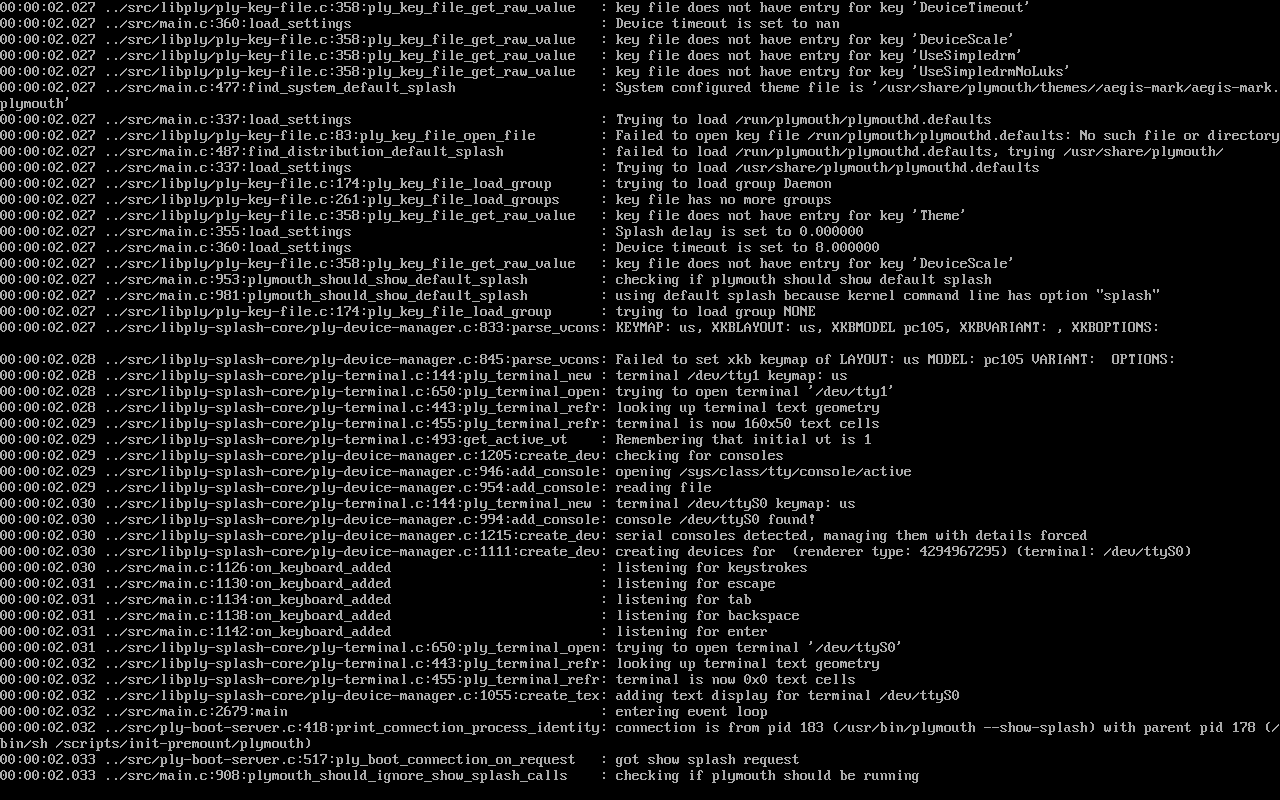 00:00:02.027 ../src/libply/ply-key-file.c:358:ply_key_file_get_raw_value   : key file does not have entry for key 'DeviceTimeout'
00:00:02.027 ../src/main.c:360:load_settings                               : Device timeout is set to nan
00:00:02.027 ../src/libply/ply-key-file.c:358:ply_key_file_get_raw_value   : key file does not have entry for key 'DeviceScale'
00:00:02.027 ../src/libply/ply-key-file.c:358:ply_key_file_get_raw_value   : key file does not have entry for key 'UseSimpledrm'
00:00:02.027 ../src/libply/ply-key-file.c:358:ply_key_file_get_raw_value   : key file does not have entry for key 'UseSimpledrmNoLuks'
00:00:02.027 ../src/main.c:477:find_system_default_splash                  : System configured theme file is '/usr/share/plymouth/themes//aegis-mark/aegis-mark.
plymouth'
00:00:02.027 ../src/main.c:337:load_settings                               : Trying to load /run/plymouth/plymouthd.defaults
00:00:02.027 ../src/libply/ply-key-file.c:83:ply_key_file_open_file        : Failed to open key file /run/plymouth/plymouthd.defaults: No such file or directory
00:00:02.027 ../src/main.c:487:find_distribution_default_splash            : failed to load /run/plymouth/plymouthd.defaults, trying /usr/share/plymouth/
00:00:02.027 ../src/main.c:337:load_settings                               : Trying to load /usr/share/plymouth/plymouthd.defaults
00:00:02.027 ../src/libply/ply-key-file.c:174:ply_key_file_load_group      : trying to load group Daemon
00:00:02.027 ../src/libply/ply-key-file.c:261:ply_key_file_load_groups     : key file has no more groups
00:00:02.027 ../src/libply/ply-key-file.c:358:ply_key_file_get_raw_value   : key file does not have entry for key 'Theme'
00:00:02.027 ../src/main.c:355:load_settings                               : Splash delay is set to 0.000000
00:00:02.027 ../src/main.c:360:load_settings                               : Device timeout is set to 8.000000
00:00:02.027 ../src/libply/ply-key-file.c:358:ply_key_file_get_raw_value   : key file does not have entry for key 'DeviceScale'
00:00:02.027 ../src/main.c:953:plymouth_should_show_default_splash         : checking if plymouth should show default splash
00:00:02.027 ../src/main.c:981:plymouth_should_show_default_splash         : using default splash because kernel command line has option "splash"
00:00:02.027 ../src/libply/ply-key-file.c:174:ply_key_file_load_group      : trying to load group NONE
00:00:02.027 ../src/libply-splash-core/ply-device-manager.c:833:parse_vcons: KEYMAP: us, XKBLAYOUT: us, XKBMODEL pc105, XKBVARIANT: , XKBOPTIONS:
00:00:02.028 ../src/libply-splash-core/ply-device-manager.c:845:parse_vcons: Failed to set xkb keymap of LAYOUT: us MODEL: pc105 VARIANT:  OPTIONS:
00:00:02.028 ../src/libply-splash-core/ply-terminal.c:144:ply_terminal_new : terminal /dev/tty1 keymap: us
00:00:02.028 ../src/libply-splash-core/ply-terminal.c:650:ply_terminal_open: trying to open terminal '/dev/tty1'
00:00:02.028 ../src/libply-splash-core/ply-terminal.c:443:ply_terminal_refr: looking up terminal text geometry
00:00:02.029 ../src/libply-splash-core/ply-terminal.c:455:ply_terminal_refr: terminal is now 160x50 text cells
00:00:02.029 ../src/libply-splash-core/ply-terminal.c:493:get_active_vt    : Remembering that initial vt is 1
00:00:02.029 ../src/libply-splash-core/ply-device-manager.c:1205:create_dev: checking for consoles
00:00:02.029 ../src/libply-splash-core/ply-device-manager.c:946:add_console: opening /sys/class/tty/console/active
00:00:02.029 ../src/libply-splash-core/ply-device-manager.c:954:add_console: reading file
00:00:02.030 ../src/libply-splash-core/ply-terminal.c:144:ply_terminal_new : terminal /dev/ttyS0 keymap: us
00:00:02.030 ../src/libply-splash-core/ply-device-manager.c:994:add_console: console /dev/ttyS0 found!
00:00:02.030 ../src/libply-splash-core/ply-device-manager.c:1215:create_dev: serial consoles detected, managing them with details forced
00:00:02.030 ../src/libply-splash-core/ply-device-manager.c:1111:create_dev: creating devices for  (renderer type: 4294967295) (terminal: /dev/ttyS0)
00:00:02.030 ../src/main.c:1126:on_keyboard_added                          : listening for keystrokes
00:00:02.031 ../src/main.c:1130:on_keyboard_added                          : listening for escape
00:00:02.031 ../src/main.c:1134:on_keyboard_added                          : listening for tab
00:00:02.031 ../src/main.c:1138:on_keyboard_added                          : listening for backspace
00:00:02.031 ../src/main.c:1142:on_keyboard_added                          : listening for enter
00:00:02.031 ../src/libply-splash-core/ply-terminal.c:650:ply_terminal_open: trying to open terminal '/dev/ttyS0'
00:00:02.032 ../src/libply-splash-core/ply-terminal.c:443:ply_terminal_refr: looking up terminal text geometry
00:00:02.032 ../src/libply-splash-core/ply-terminal.c:455:ply_terminal_refr: terminal is now 0x0 text cells
00:00:02.032 ../src/libply-splash-core/ply-device-manager.c:1055:create_tex: adding text display for terminal /dev/ttyS0
00:00:02.032 ../src/main.c:2679:main                                       : entering event loop
00:00:02.032 ../src/ply-boot-server.c:418:print_connection_process_identity: connection is from pid 183 (/usr/bin/plymouth --show-splash) with parent pid 178 (/
bin/sh /scripts/init-premount/plymouth)
00:00:02.033 ../src/ply-boot-server.c:517:ply_boot_connection_on_request   : got show splash request
00:00:02.033 ../src/main.c:908:plymouth_should_ignore_show_splash_calls    : checking if plymouth should be running